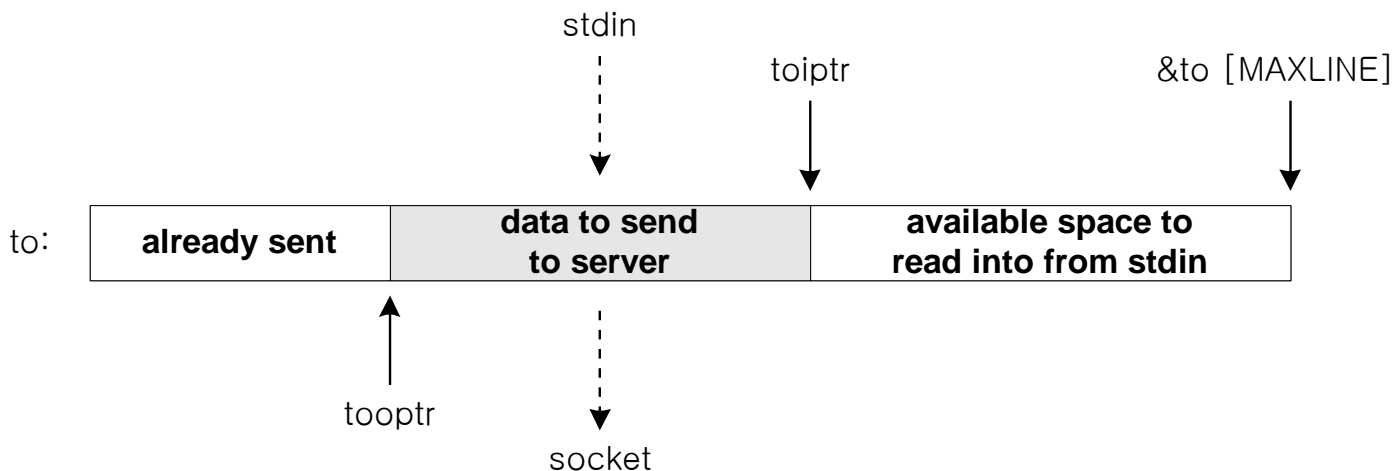 stdin
toiptr
&to [MAXLINE]
to:
already sent
data to send
to server
available space to
read into from stdin
tooptr
socket